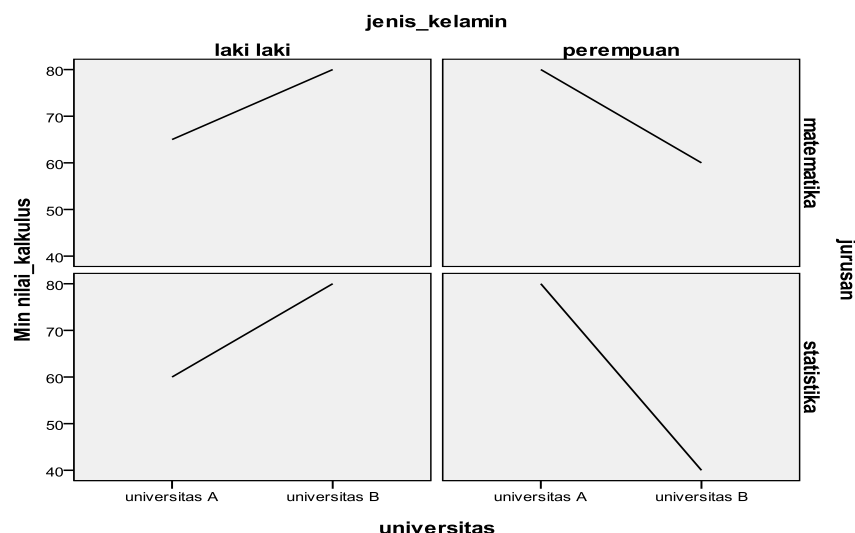 jenis_kelamin
laki laki
perempuan
80
70
60
50
40
matematika
80
70
60
50
40
statistika
Min nilai_kalkulus
jurusan
universitas A
universitas B
universitas A
universitas B
universitas